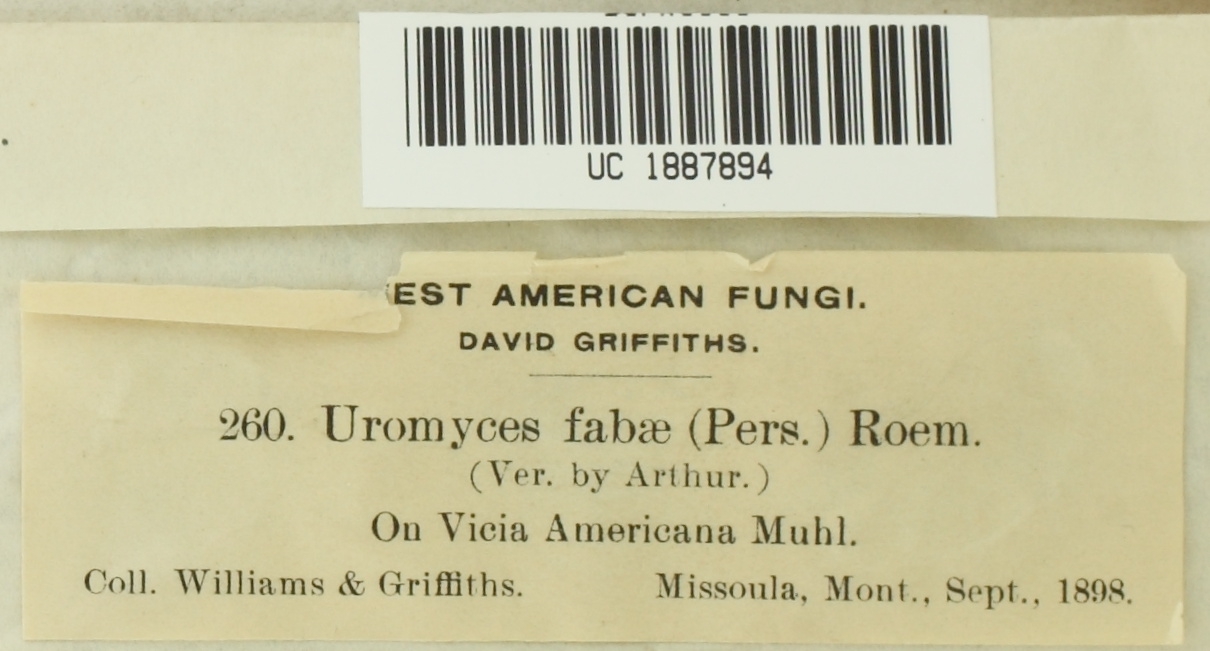 UC 1887894
EST AMERICAN FUNGI.
DAVID GRIFFITHS.
260. Uromyces fabæ (Pers.) Roem.
(Ver. by Arthur.)
On Vicia Americana Muhl.
Coll. Williams & Griffiths. Missoula, Mont., Sept., 1898.